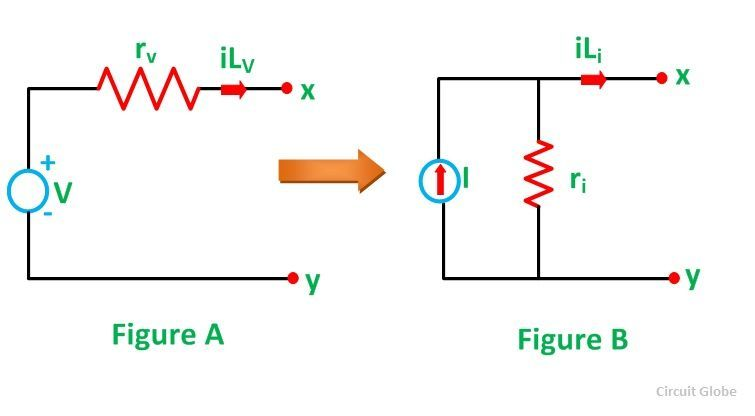 rv
iLV
x
+
V
-
y
Figure A
iLi
x
I
ri
y
Figure B
Circuit Globe